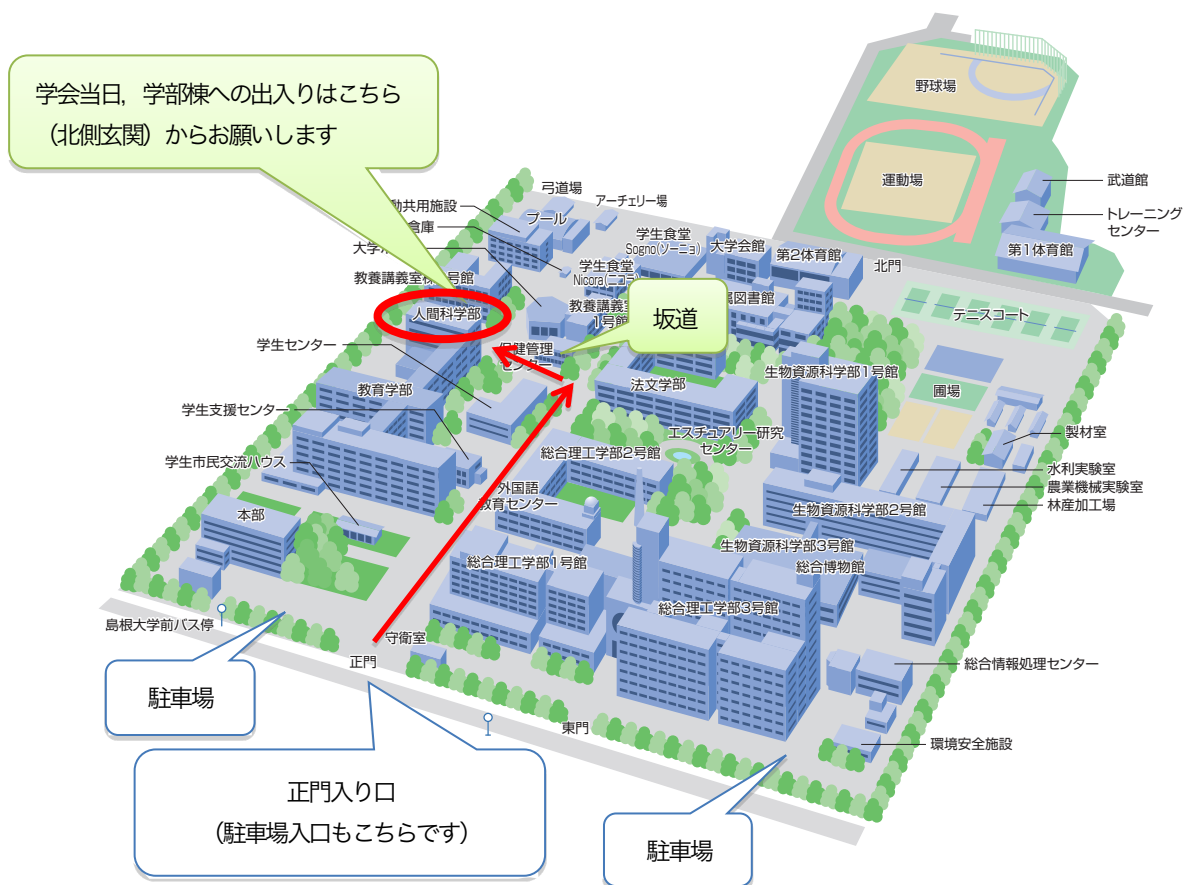 学会当日，学部棟への出入りはこちら
（北側玄関）からお願いします
野球場
運動場
武道館
トレーニング
センター
第1体育館
弓道場
アーチェリー場
動共用施設
プール
倉庫
学生食堂
Sogno(ソーニョ)
大学会館
第2体育館
北門
学生食堂
Nicora(ニコラ)
教養講義室棟
号館
図書館
教養講義室
1号館
坂道
テニスコート
人間科学部
保健管理
センター
学生センター
生物資源科学部1号館
法文学部
圃場
教育学部
学生支援センター
エスチュアリー研究
センター
製材室
総合理工学部2号館
学生市民交流ハウス
水利実験室
農業機械実験室
林産加工場
外国語
教育センター
本部
生物資源科学部2号館
生物資源科学部3号館
総合博物館
総合理工学部1号館
総合理工学部3号館
島根大学前バス停
守衛室
正門
総合情報処理センター
駐車場
東門
環境安全施設
正門入り口
（駐車場入口もこちらです）
駐車場